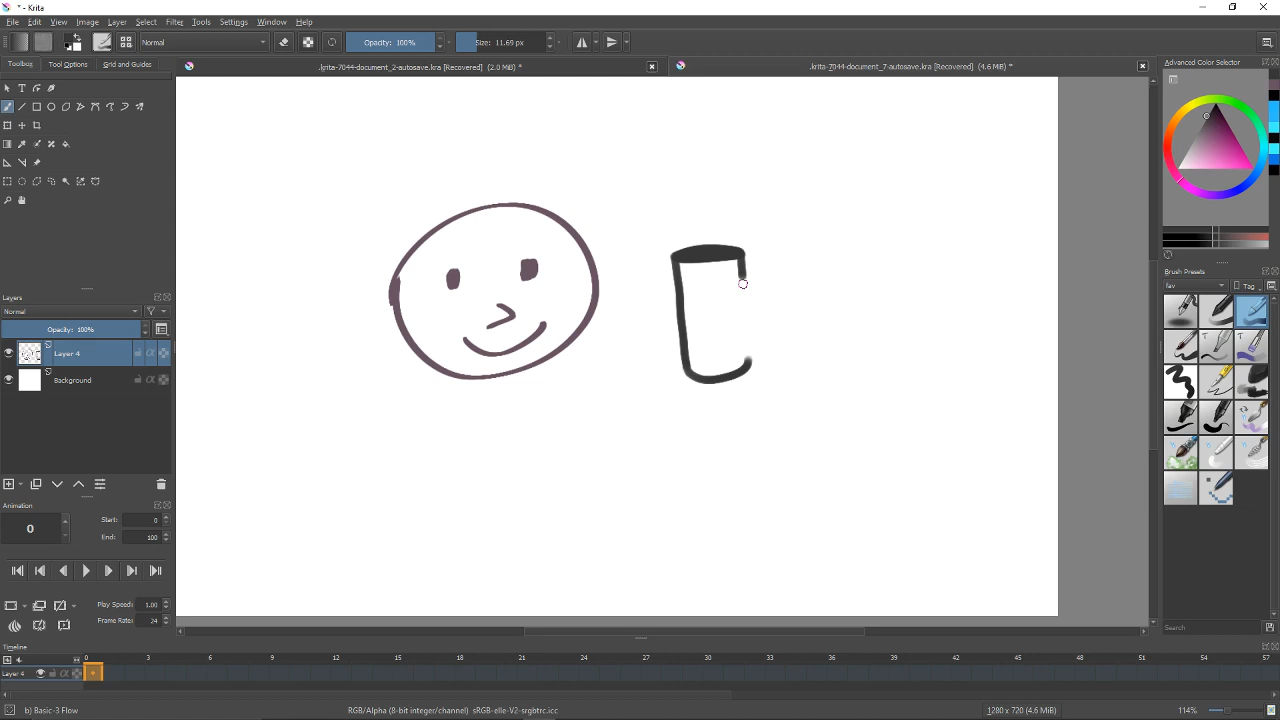 * - Krita
File Edit View Image Layer Select Filter Tools Settings Window Help
Normal Opacity: 100% Size: 11.69 px
Toolbox Tool Options Grid and Guides
.krita-7044-document_2-autosave.kra [Recovered] (2.0 MiB) *
.krita-7044-document_7-autosave.kra [Recovered] (4.6 MiB) *
Advanced Color Selector
Brush Presets
fav Tag
Layers
Normal
Opacity: 100%
Layer 4
Background
Animation
0 Start: 0
End: 100
Play Speed: 1.00
Frame Rate: 24
Search
Timeline
0 3 6 9 12 15 18 21 24 27 30 33 36 39 42 45 48 51 54 57
Layer 4
b) Basic-3 Flow
RGB/Alpha (8-bit integer/channel) sRGB-elle-V2-srgbtrc.icc
1280 x 720 (4.6 MiB)
114%